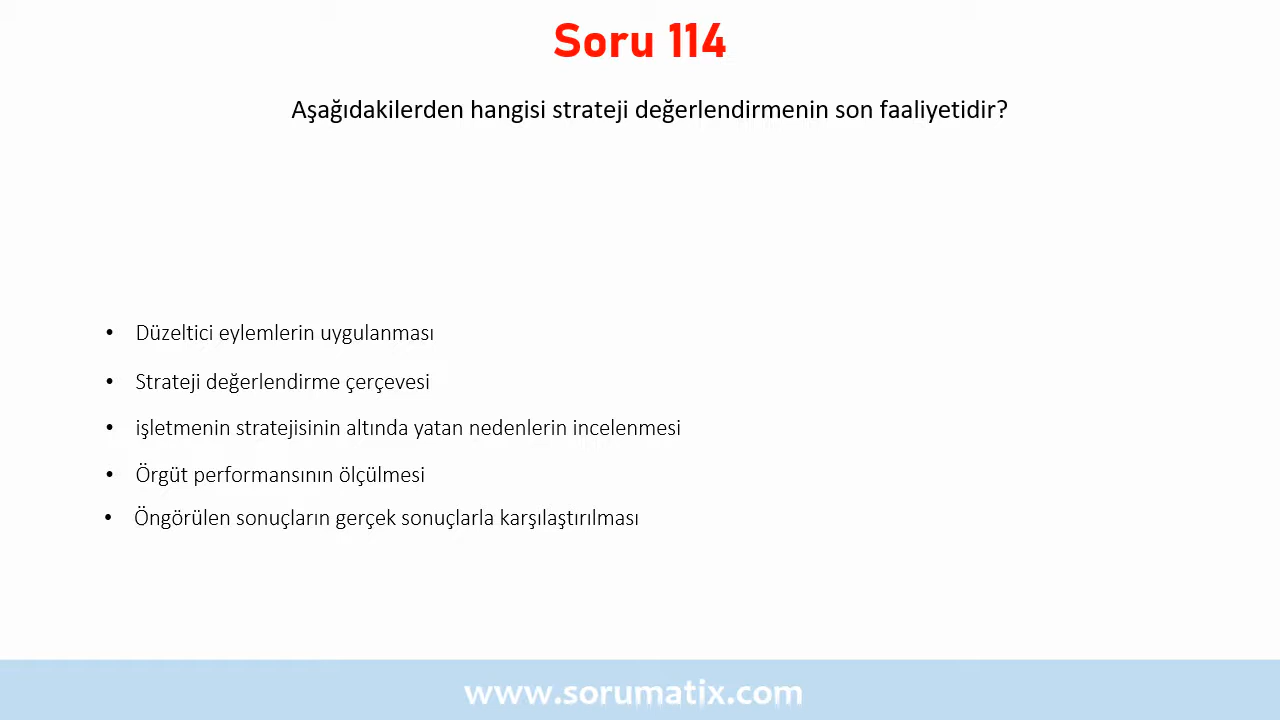 Soru 114
Aşağıdakilerden hangisi strateji değerlendirmenin son faaliyetidir?
• Düzeltici eylemlerin uygulanması
• Strateji değerlendirme çerçevesi
• işletmenin stratejisinin altında yatan nedenlerin incelenmesi
• Örgüt performansının ölçülmesi
• Öngörülen sonuçların gerçek sonuçlarla karşılaştırılması
www.sorumatix.com